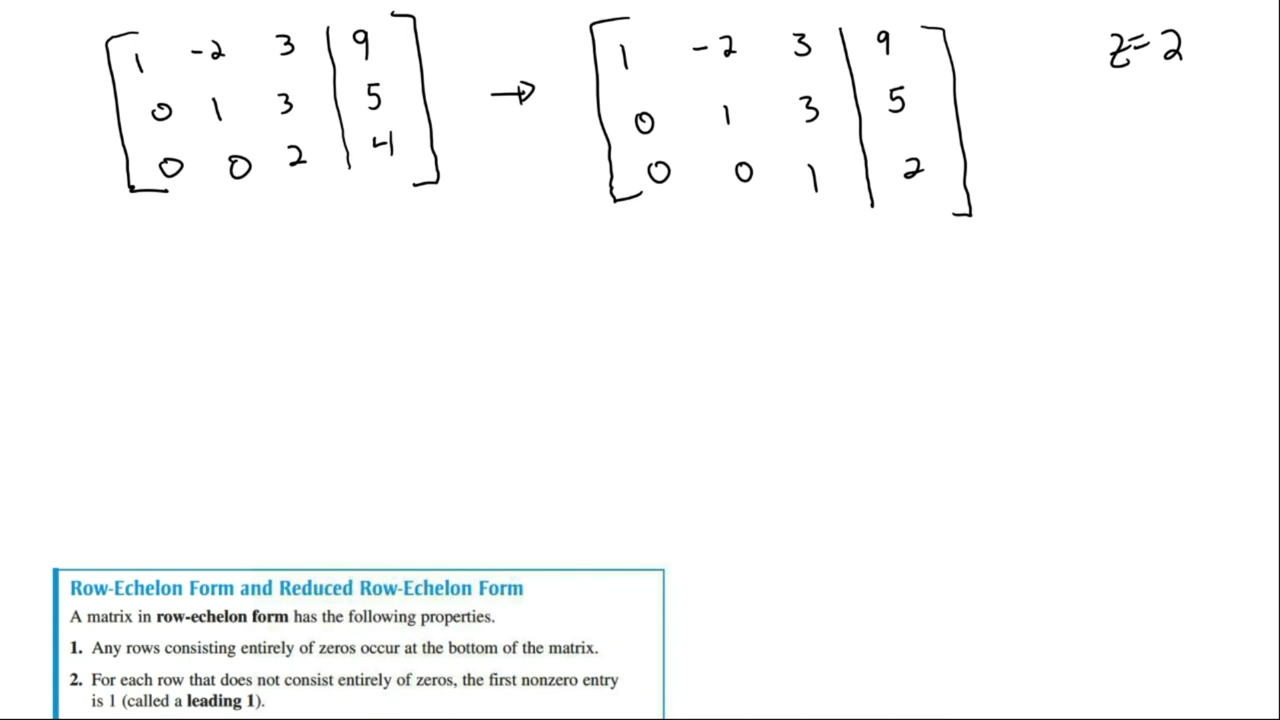 1 -2 3 | 9 → 1 -2 3 | 9 z=2
0 1 3 | 5 0 1 3 | 5
0 0 2 | 4 0 0 1 | 2
Row-Echelon Form and Reduced Row-Echelon Form
A matrix in row-echelon form has the following properties.
1. Any rows consisting entirely of zeros occur at the bottom of the matrix.
2. For each row that does not consist entirely of zeros, the first nonzero entry
is 1 (called a leading 1).